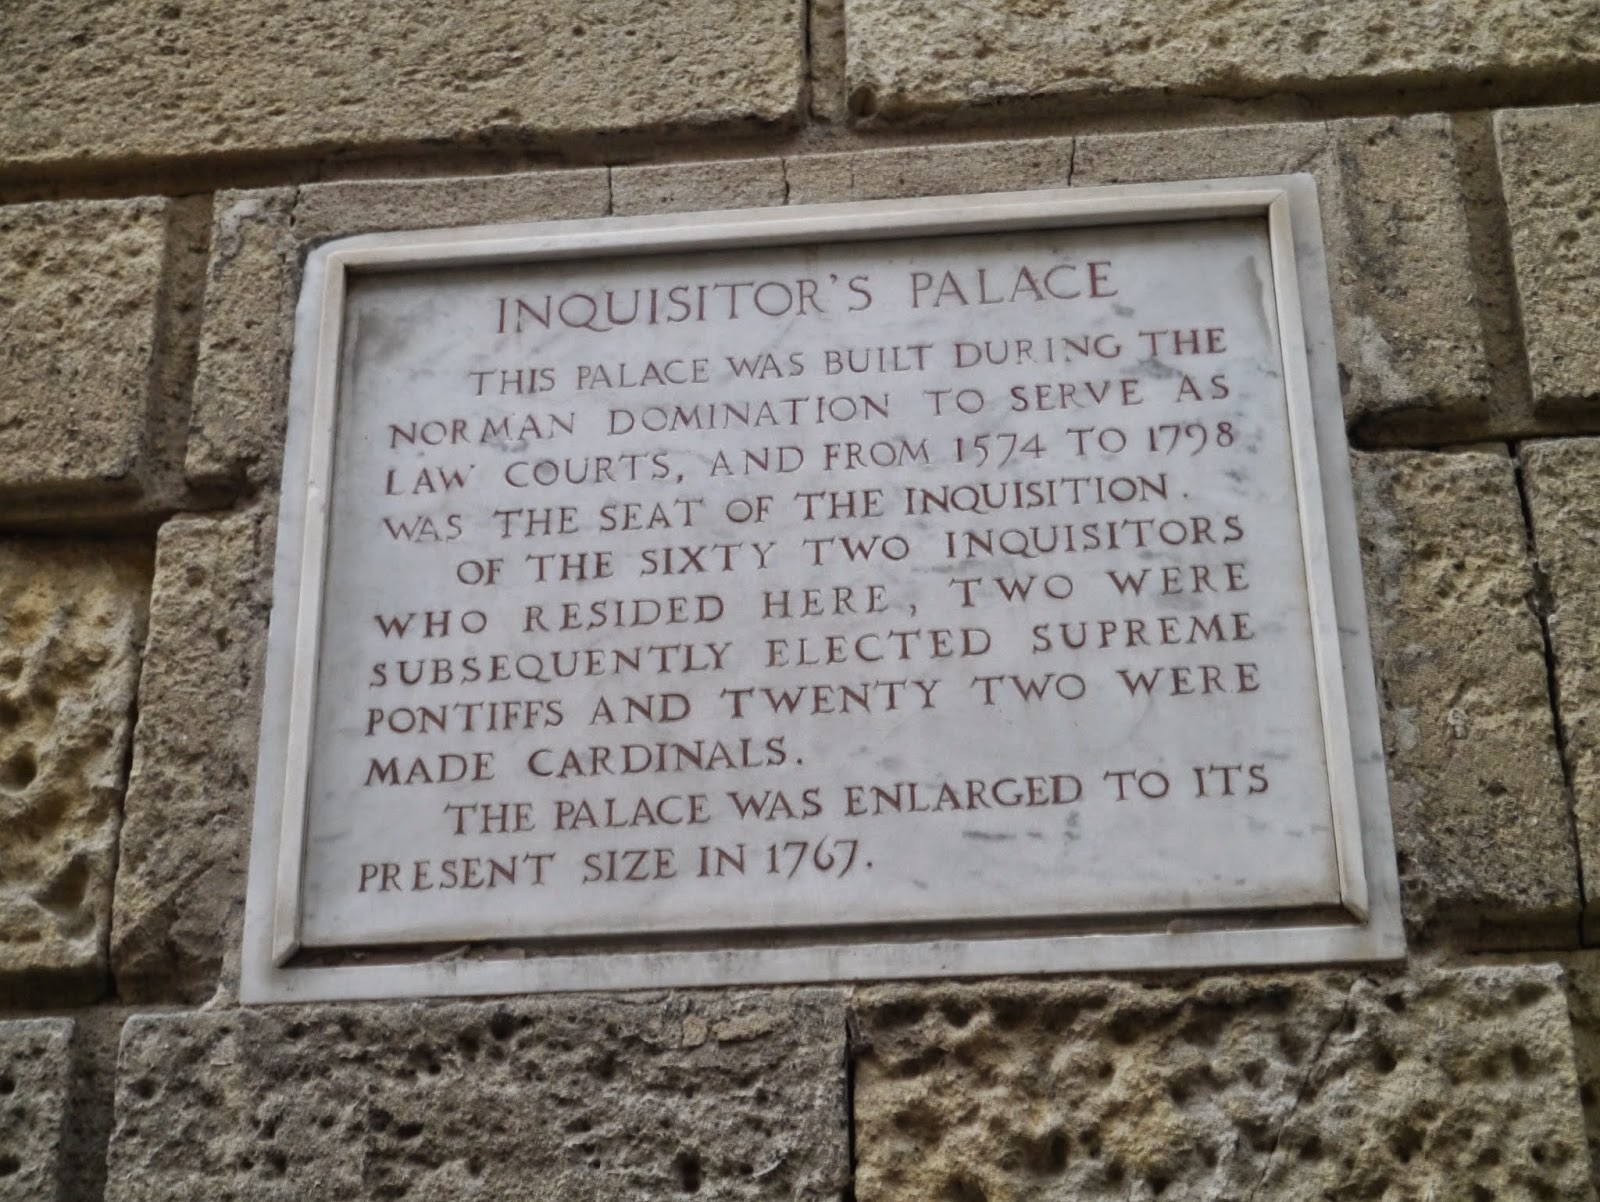 INQUISITOR'S PALACE
THIS PALACE WAS BUILT DURING THE
NORMAN DOMINATION TO SERVE AS
LAW COURTS, AND FROM 1574 TO 1798
WAS THE SEAT OF THE INQUISITION.
OF THE SIXTY TWO INQUISITORS
WHO RESIDED HERE, TWO WERE
SUBSEQUENTLY ELECTED SUPREME
PONTIFFS AND TWENTY TWO WERE
MADE CARDINALS.
THE PALACE WAS ENLARGED TO ITS
PRESENT SIZE IN 1767.